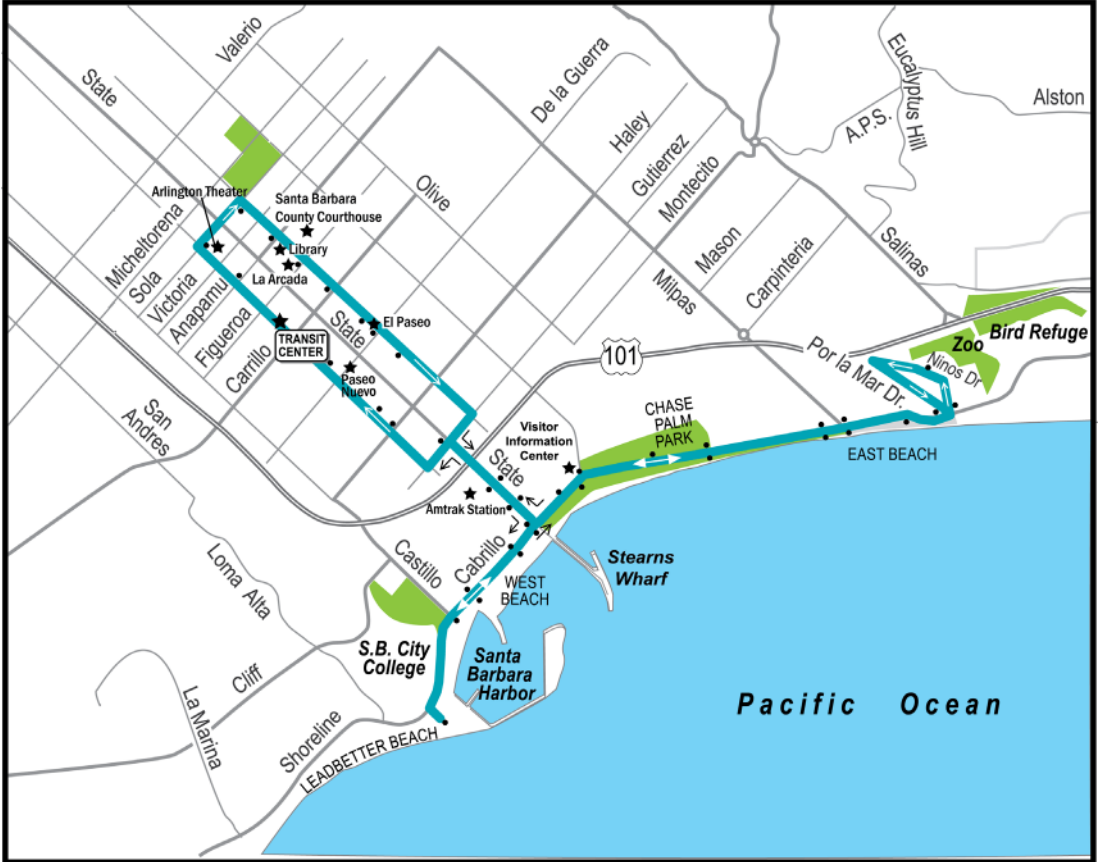 Valerio
State
De la Guerra
Haley
Gutierrez
Montecito
A.P.S.
Eucalyptus Hill
Alston
Arlington Theater
Santa Barbara
County Courthouse
Olive
Library
La Arcada
Micheltorena
Sola
Victoria
Anapamu
Figueroa
Carrillo
State
El Paseo
TRANSIT
CENTER
Paseo
Nuevo
Mason
Carpinteria
Milpas
Salinas
101
Bird Refuge
Zoo
Ninos Dr
Por la Mar Dr.
San
Andres
Visitor
Information
Center
CHASE
PALM
PARK
EAST BEACH
State
Amtrak Station
Castillo
Cabrillo
WEST
BEACH
Stearns
Wharf
Loma Alta
S.B. City
College
Santa
Barbara
Harbor
Cliff
La Marina
Shoreline
LEADBETTER BEACH
Pacific Ocean